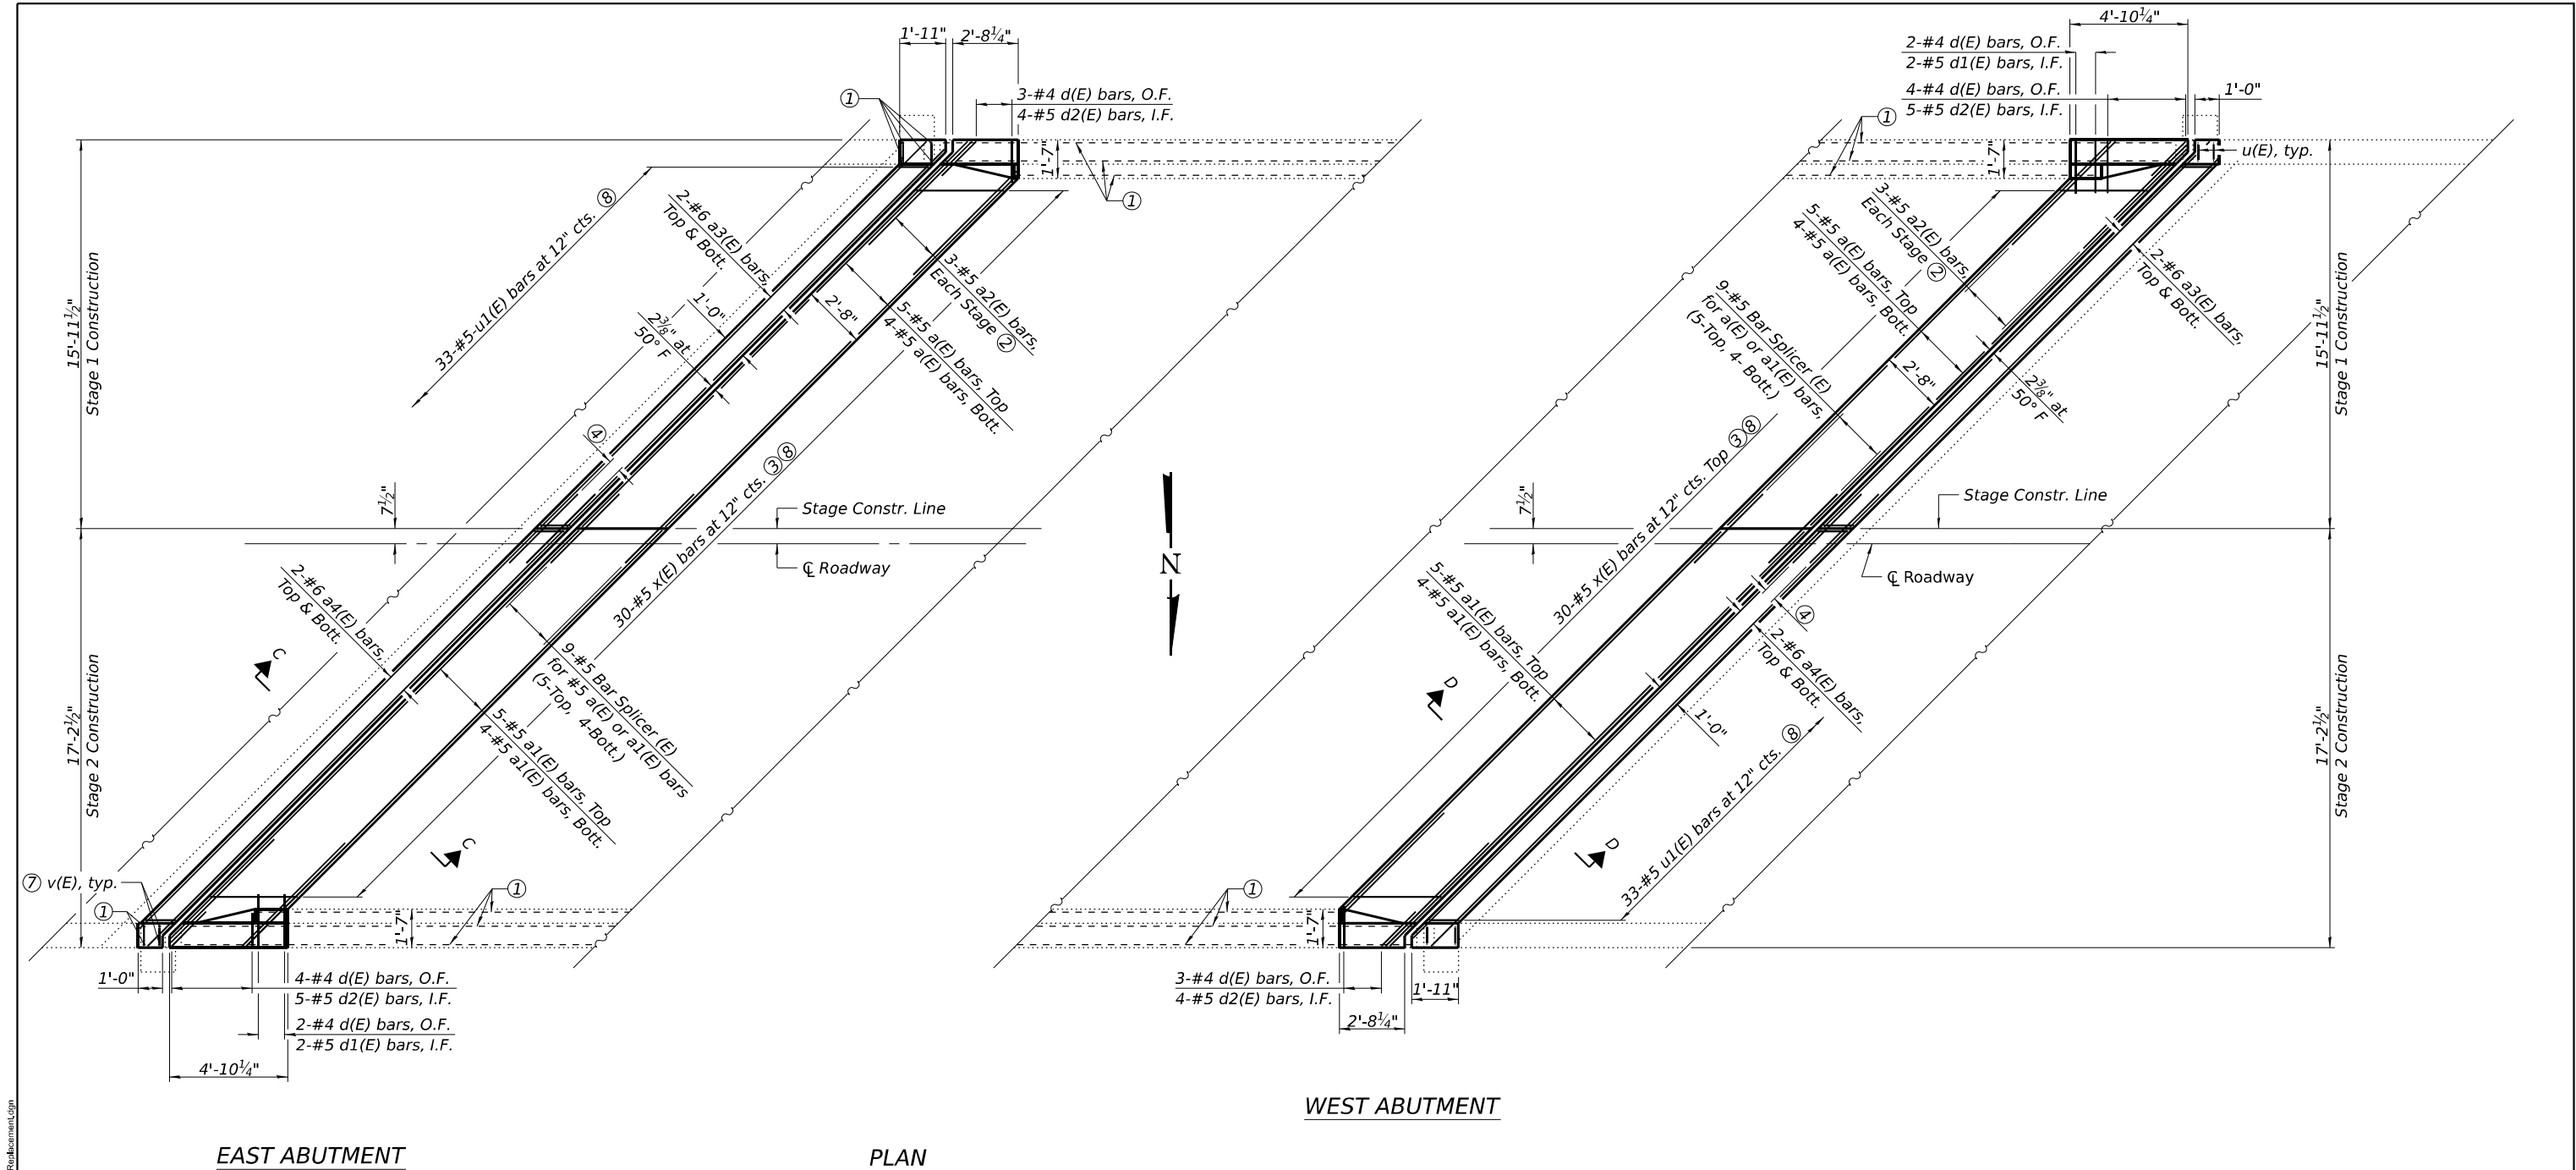 1'-11"
2'-8¼"
①
3-#4 d(E) bars, O.F.
4-#5 d2(E) bars, I.F.
1'-7"
①
33-#5-u1(E) bars at 12" cts. ⑧
2-#6 a3(E) bars,
Top & Bott.
1'-0"
2⅜" at
50° F
2'-8"
3-#5 a2(E) bars,
Each Stage ②
5-#5 a(E) bars, Top
4-#5 a(E) bars, Bott.
15'-11½"
Stage 1 Construction
④
30-#5 x(E) bars at 12" cts. ③⑧
7½"
Stage Constr. Line
℄ Roadway
2-#6 a4(E) bars,
Top & Bott.
C
9-#5 Bar Splicer (E)
for #5 a(E) or a1(E) bars
(5-Top, 4-Bott.)
5-#5 a1(E) bars, Top
4-#5 a1(E) bars, Bott.
17'-2½"
Stage 2 Construction
C
⑦ v(E), typ.
①
①
1'-7"
1'-0"
4-#4 d(E) bars, O.F.
5-#5 d2(E) bars, I.F.
2-#4 d(E) bars, O.F.
2-#5 d1(E) bars, I.F.
4'-10¼"
EAST ABUTMENT
N
PLAN
4'-10¼"
2-#4 d(E) bars, O.F.
2-#5 d1(E) bars, I.F.
4-#4 d(E) bars, O.F.
5-#5 d2(E) bars, I.F.
1'-0"
①
1'-7"
u(E), typ.
3-#5 a2(E) bars,
Each Stage ②
5-#5 a(E) bars, Top
4-#5 a(E) bars, Bott.
9-#5 Bar Splicer (E)
for a(E) or a1(E) bars,
(5-Top, 4- Bott.)
2-#6 a3(E) bars,
Top & Bott.
2'-8"
2⅜" at
50° F
15'-11½"
Stage 1 Construction
30-#5 x(E) bars at 12" cts. Top ③⑧
7½"
Stage Constr. Line
℄ Roadway
5-#5 a1(E) bars, Top
4-#5 a1(E) bars, Bott.
④
2-#6 a4(E) bars,
Top & Bott.
D
1'-0"
33-#5 u1(E) bars at 12" cts. ⑧
D
17'-2½"
Stage 2 Construction
①
1'-7"
3-#4 d(E) bars, O.F.
4-#5 d2(E) bars, I.F.
1'-11"
2'-8¼"
WEST ABUTMENT
Replacement.dgn